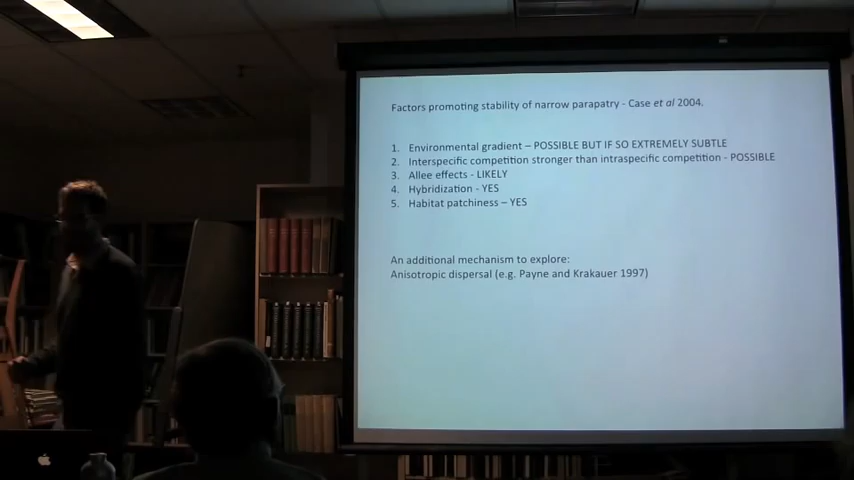 Factors promoting stability of narrow parapatry - Case et al 2004.
1. Environmental gradient – POSSIBLE BUT IF SO EXTREMELY SUBTLE
2. Interspecific competition stronger than intraspecific competition - POSSIBLE
3. Allee effects - LIKELY
4. Hybridization - YES
5. Habitat patchiness – YES
An additional mechanism to explore:
Anisotropic dispersal (e.g. Payne and Krakauer 1997)